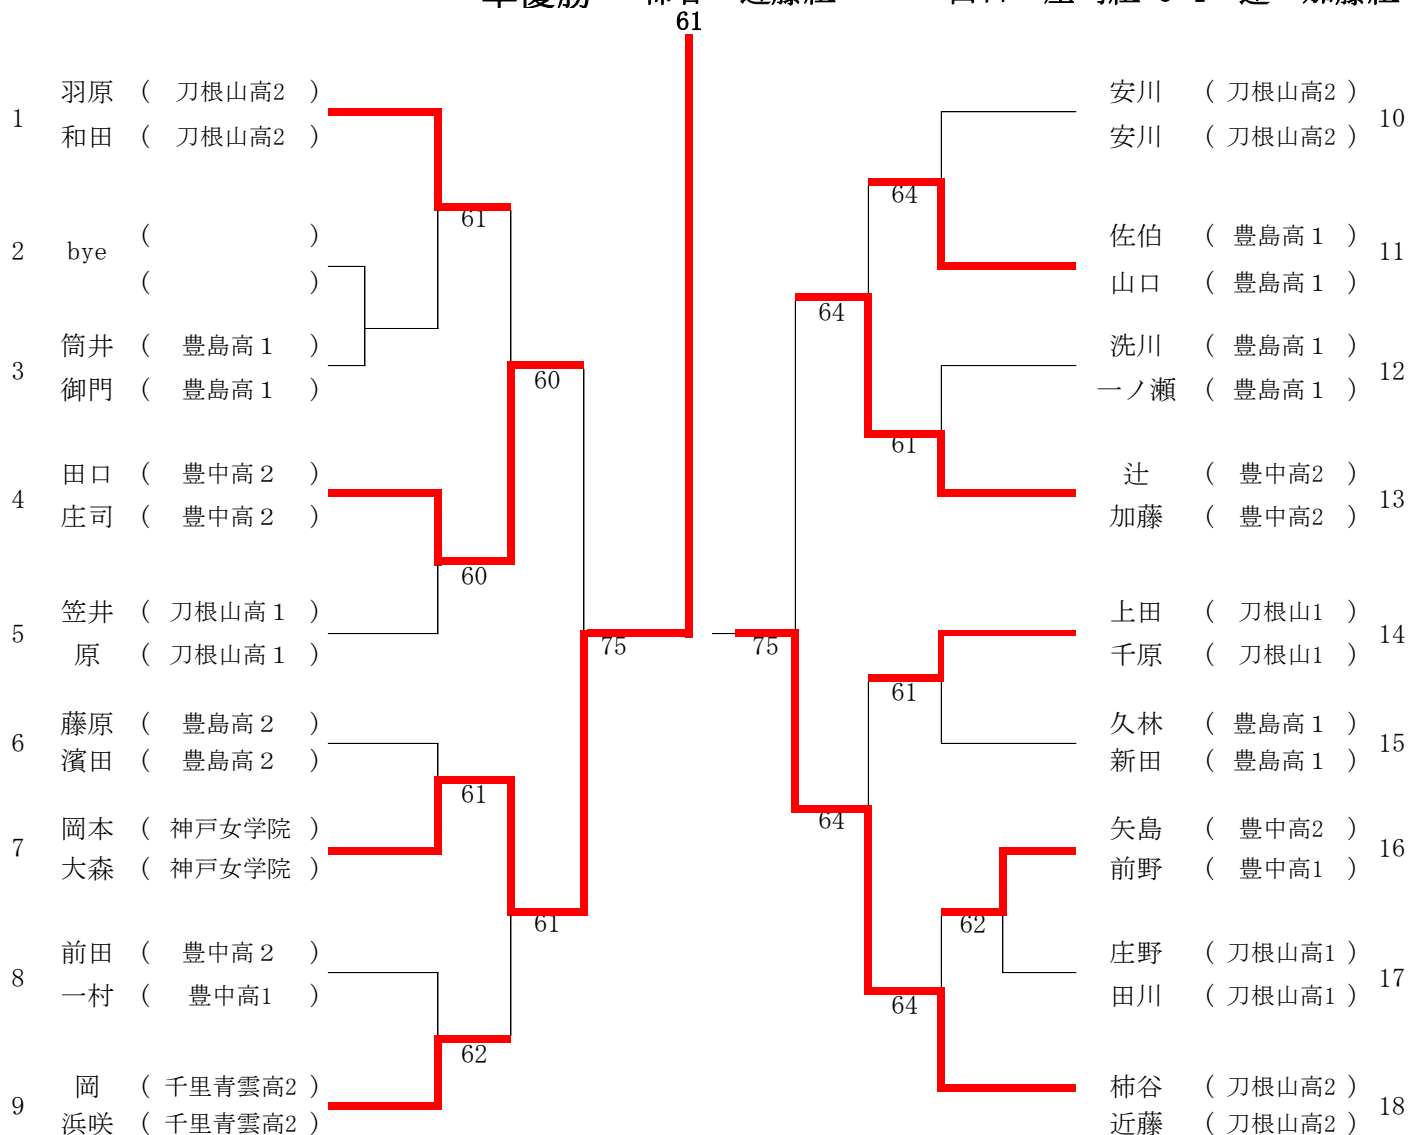 61
1 羽原 ( 刀根山高2 )
和田 ( 刀根山高2 )
2 bye ( )
( )
3 筒井 ( 豊島高１ )
御門 ( 豊島高１ )
4 田口 ( 豊中高２ )
庄司 ( 豊中高２ )
5 笠井 ( 刀根山高１ )
原 ( 刀根山高１ )
6 藤原 ( 豊島高２ )
濱田 ( 豊島高２ )
7 岡本 ( 神戸女学院 )
大森 ( 神戸女学院 )
8 前田 ( 豊中高２ )
一村 ( 豊中高1 )
9 岡 ( 千里青雲高2 )
浜咲 ( 千里青雲高2 )
61
60
61
62
60
61
75
75
64
64
64
61
61
64
62
安川 ( 刀根山高2 ) 10
安川 ( 刀根山高2 )
佐伯 ( 豊島高１ ) 11
山口 ( 豊島高１ )
洗川 ( 豊島高１ ) 12
一ノ瀬 ( 豊島高１ )
辻 ( 豊中高2 ) 13
加藤 ( 豊中高2 )
上田 ( 刀根山1 ) 14
千原 ( 刀根山1 )
久林 ( 豊島高１ ) 15
新田 ( 豊島高１ )
矢島 ( 豊中高2 ) 16
前野 ( 豊中高1 )
庄野 ( 刀根山高1 ) 17
田川 ( 刀根山高1 )
柿谷 ( 刀根山高2 ) 18
近藤 ( 刀根山高2 )